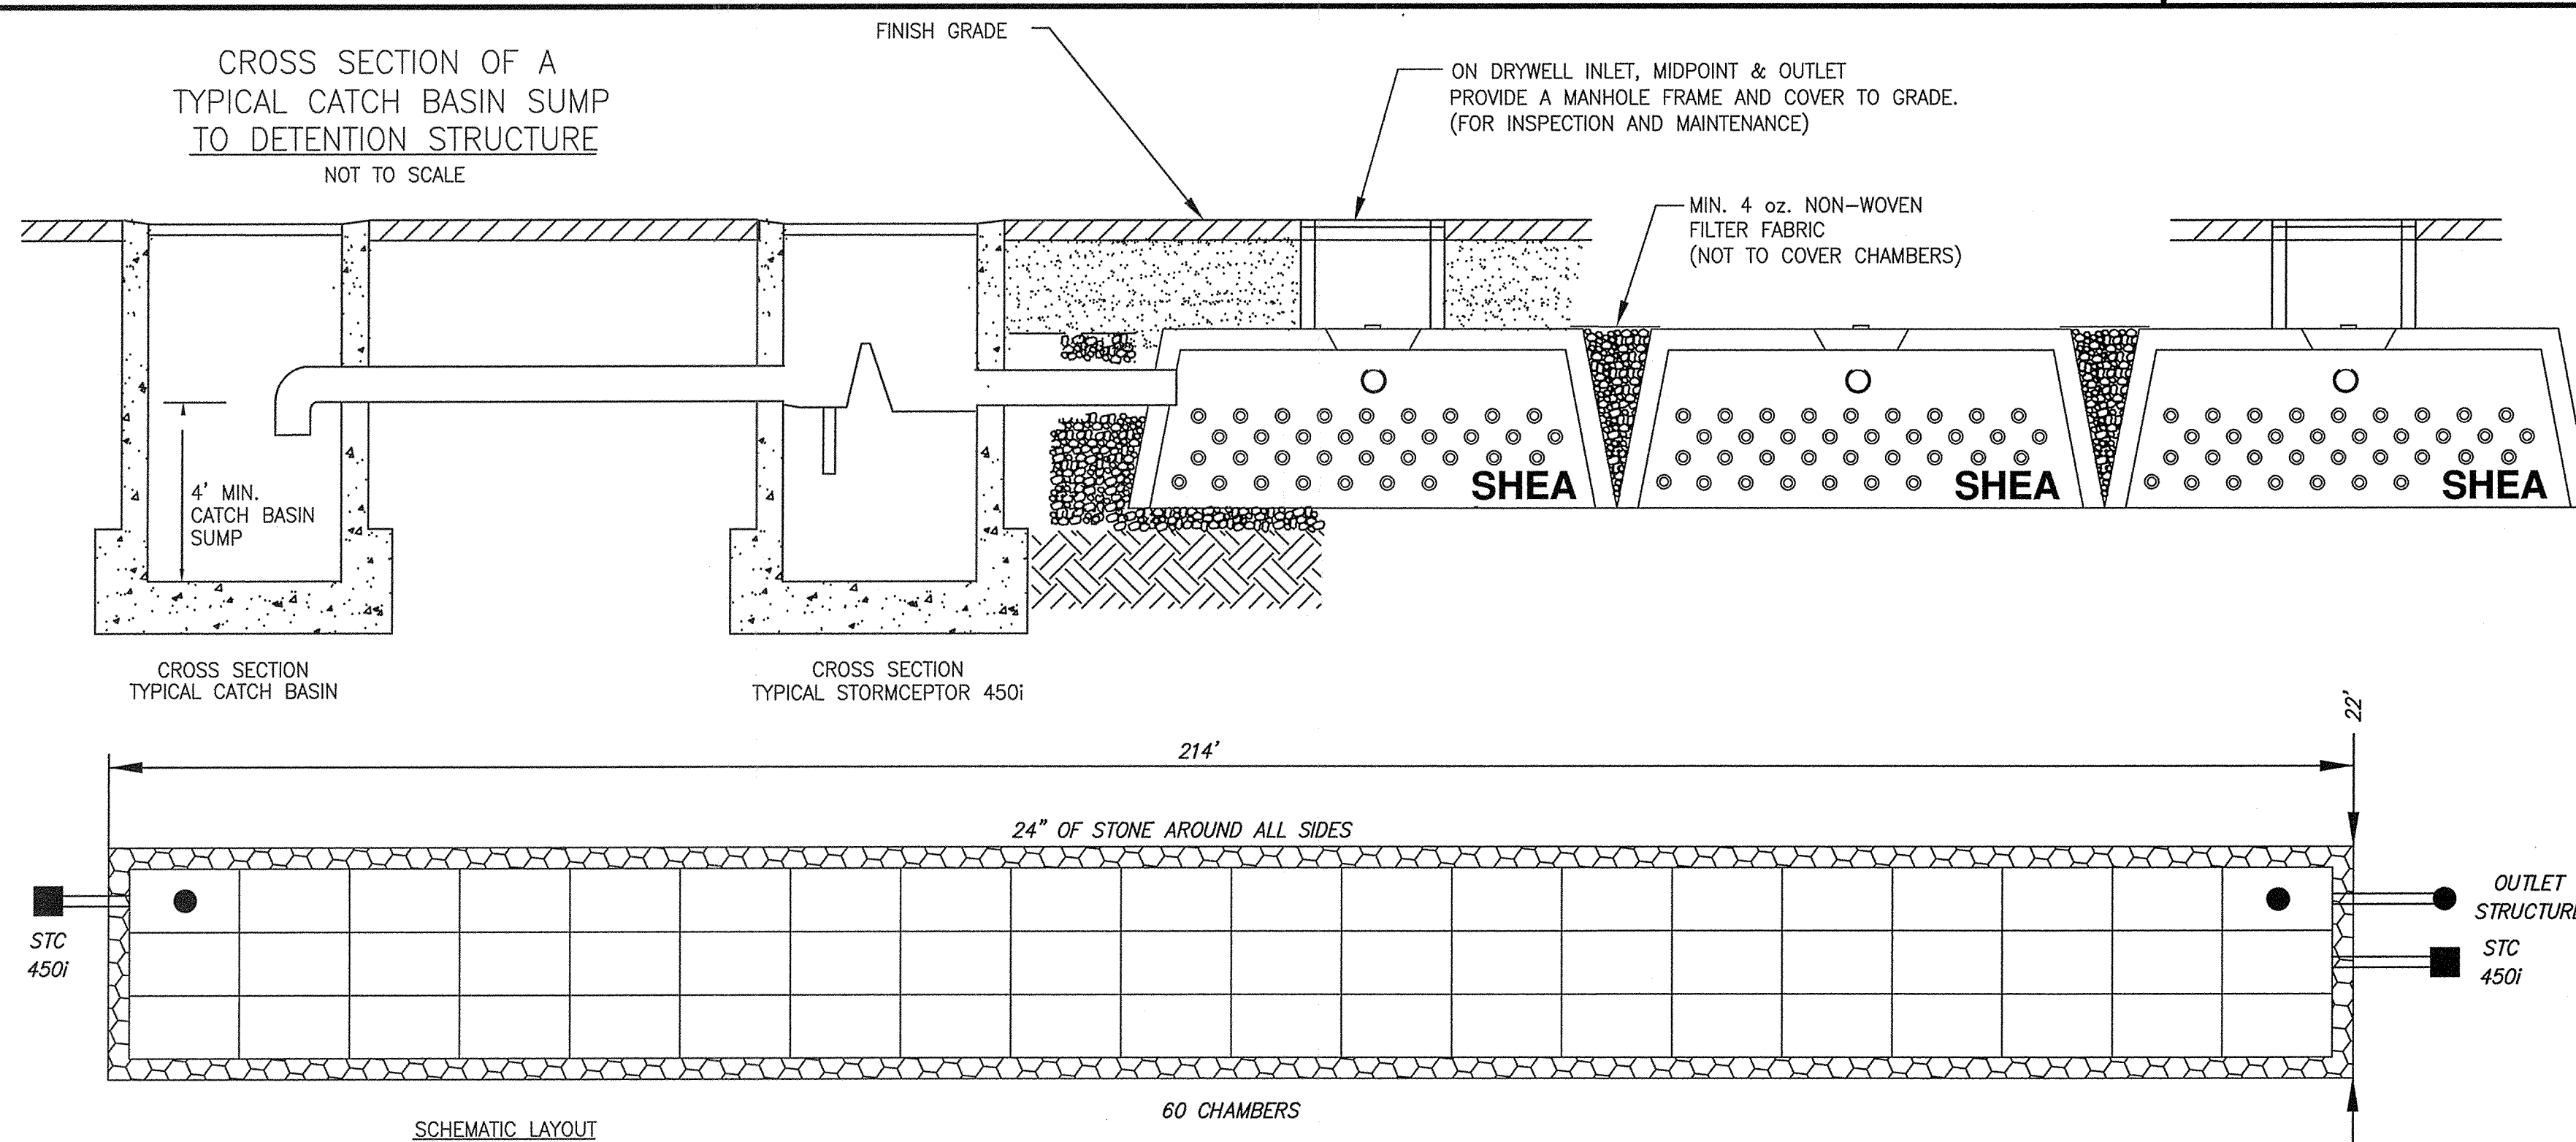 CROSS SECTION OF A
TYPICAL CATCH BASIN SUMP
TO DETENTION STRUCTURE
NOT TO SCALE
FINISH GRADE
ON DRYWELL INLET, MIDPOINT & OUTLET
PROVIDE A MANHOLE FRAME AND COVER TO GRADE.
(FOR INSPECTION AND MAINTENANCE)
MIN. 4 oz. NON-WOVEN
FILTER FABRIC
(NOT TO COVER CHAMBERS)
4' MIN.
CATCH BASIN
SUMP
SHEA
SHEA
SHEA
CROSS SECTION
TYPICAL CATCH BASIN
CROSS SECTION
TYPICAL STORMCEPTOR 450i
22'
214'
24" OF STONE AROUND ALL SIDES
STC
450i
OUTLET
STRUCTURE
STC
450i
60 CHAMBERS
SCHEMATIC LAYOUT